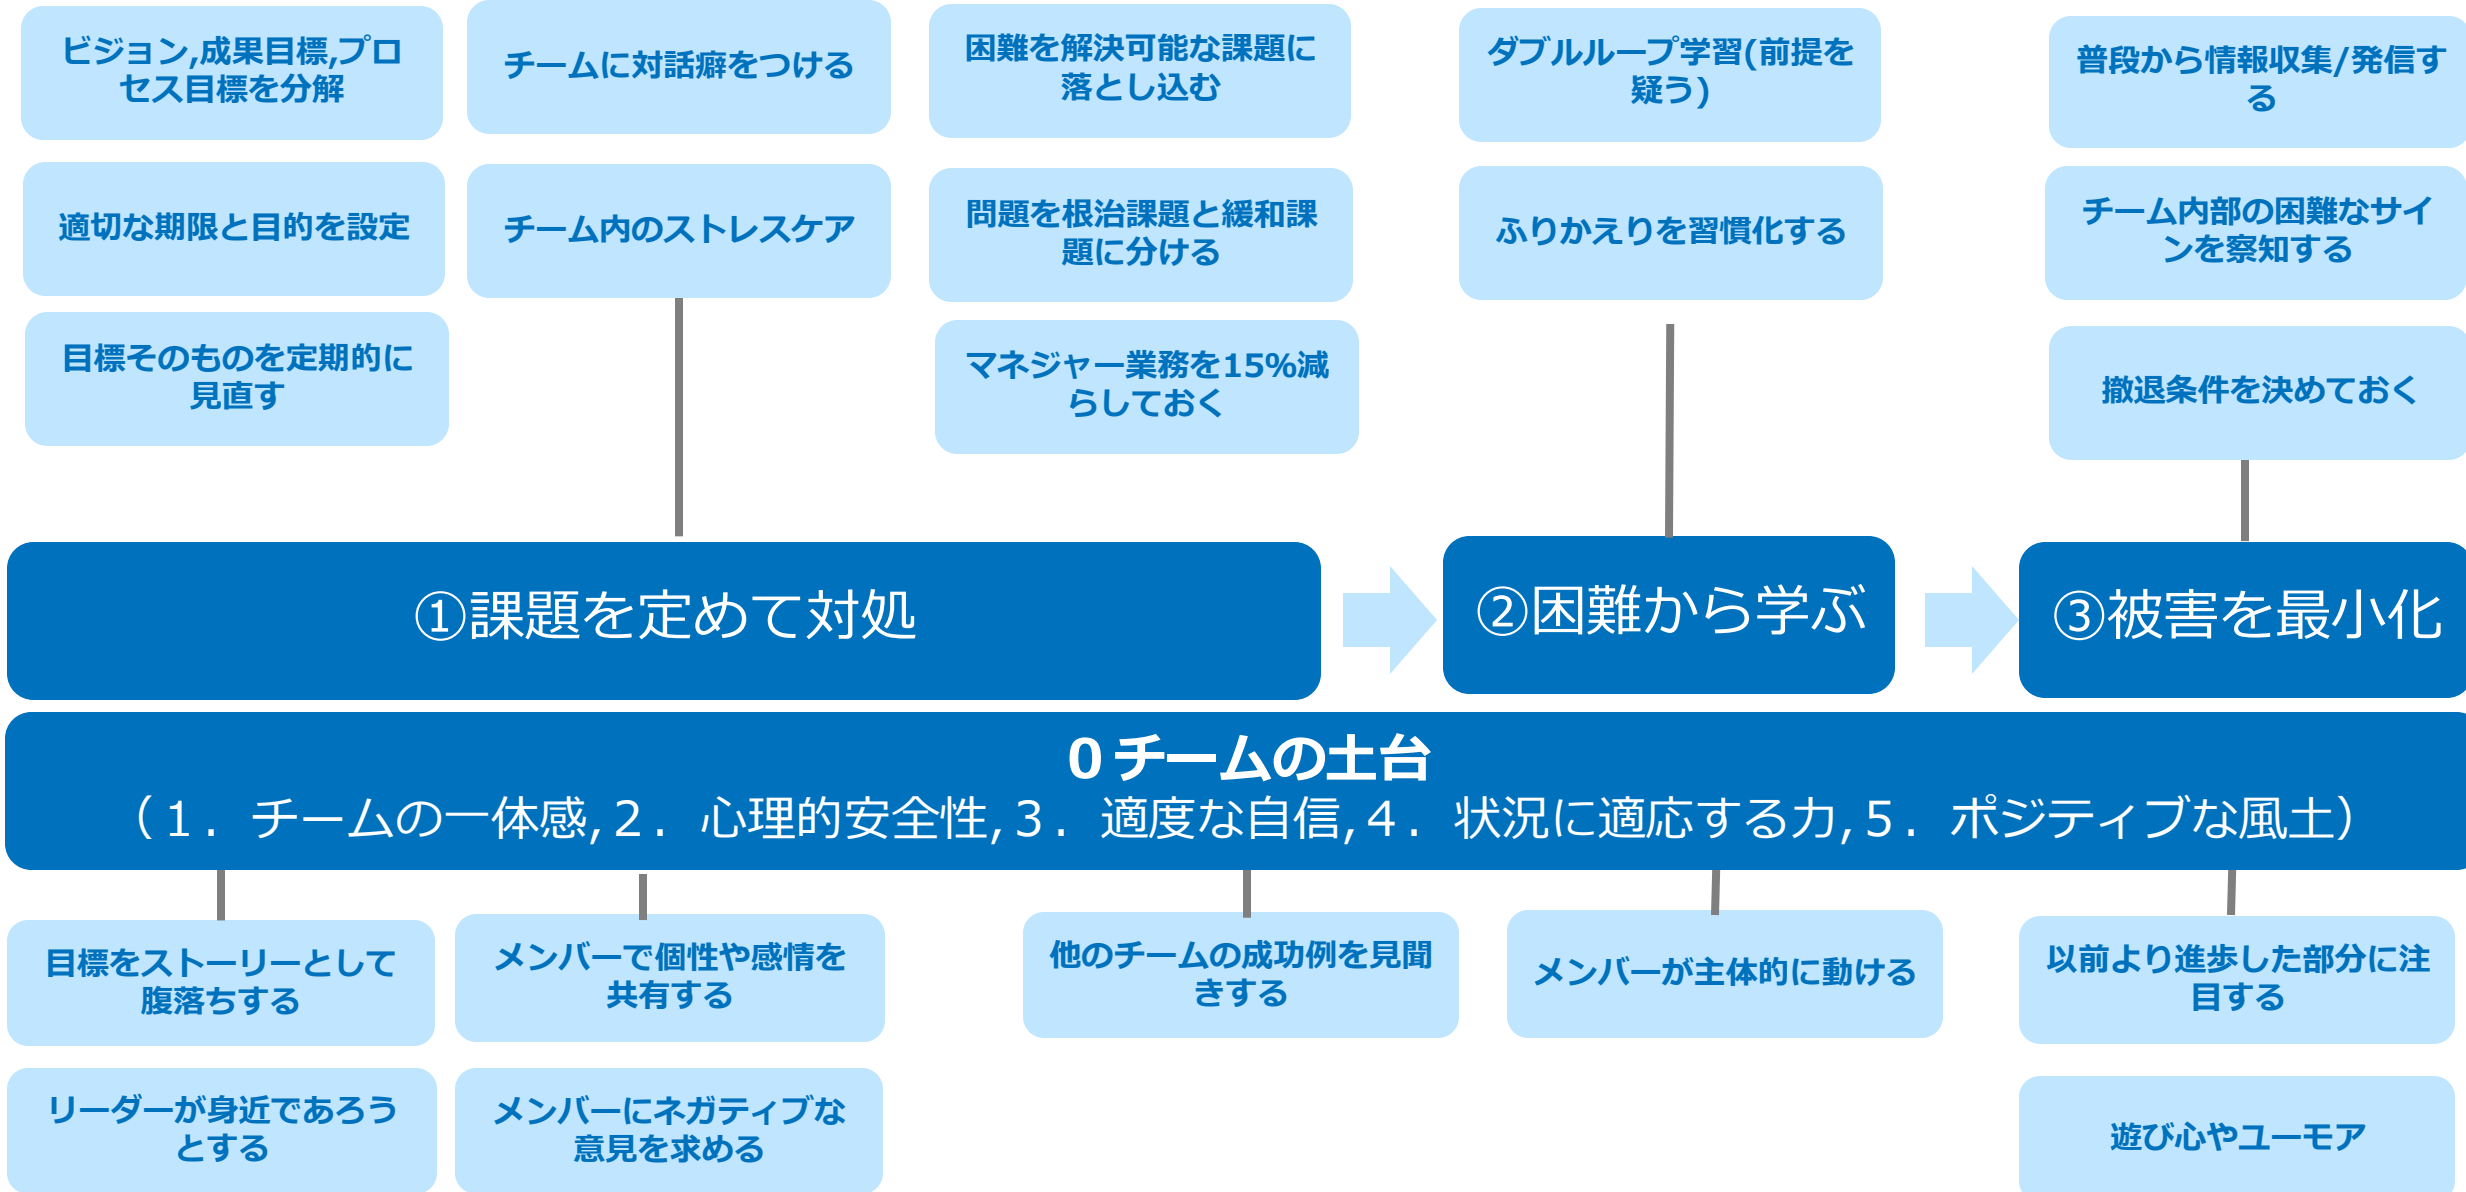 ビジョン,成果目標,プロ
セス目標を分解
チームに対話癖をつける
困難を解決可能な課題に
落とし込む
ダブルループ学習(前提を
疑う)
普段から情報収集/発信す
る
適切な期限と目的を設定
チーム内のストレスケア
問題を根治課題と緩和課
題に分ける
ふりかえりを習慣化する
チーム内部の困難なサイ
ンを察知する
目標そのものを定期的に
見直す
マネジャー業務を15%減
らしておく
撤退条件を決めておく
①課題を定めて対処
②困難から学ぶ
③被害を最小化
0 チームの土台
（１．チームの一体感,２．心理的安全性,３．適度な自信,４．状況に適応する力,５．ポジティブな風土）
目標をストーリーとして
腹落ちする
メンバーで個性や感情を
共有する
他のチームの成功例を見聞
きする
メンバーが主体的に動ける
以前より進歩した部分に注
目する
リーダーが身近であろう
とする
メンバーにネガティブな
意見を求める
遊び心やユーモア